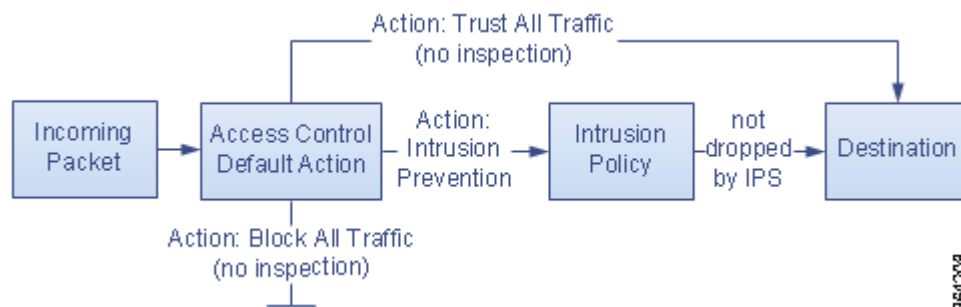 Action: Trust All Traffic
(no inspection)
Incoming
Packet
Access Control
Default Action
Action:
Intrusion
Prevention
Intrusion
Policy
not
dropped
by IPS
Destination
Action: Block All Traffic
(no inspection)